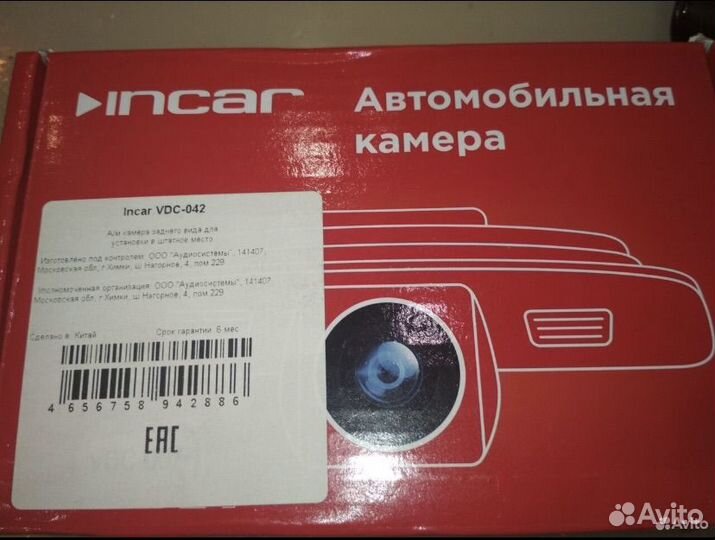 INCAR
Автомобильная
камера
Incar VDC-042
А/м камера заднего вида для
установки в штатное место
Изготовлено под контролем: ООО "Аудиосистемы", 141407,
Московская обл, г.Химки, ш Нагорное, 4, пом 229
Уполномоченная организация: ООО "Аудиосистемы", 141407
Московская обл, г.Химки, ш Нагорное, 4, пом 229
Сделано в: Китай Срок гарантии: 6 мес
4 656758 942886
EAC
Avito
Avito